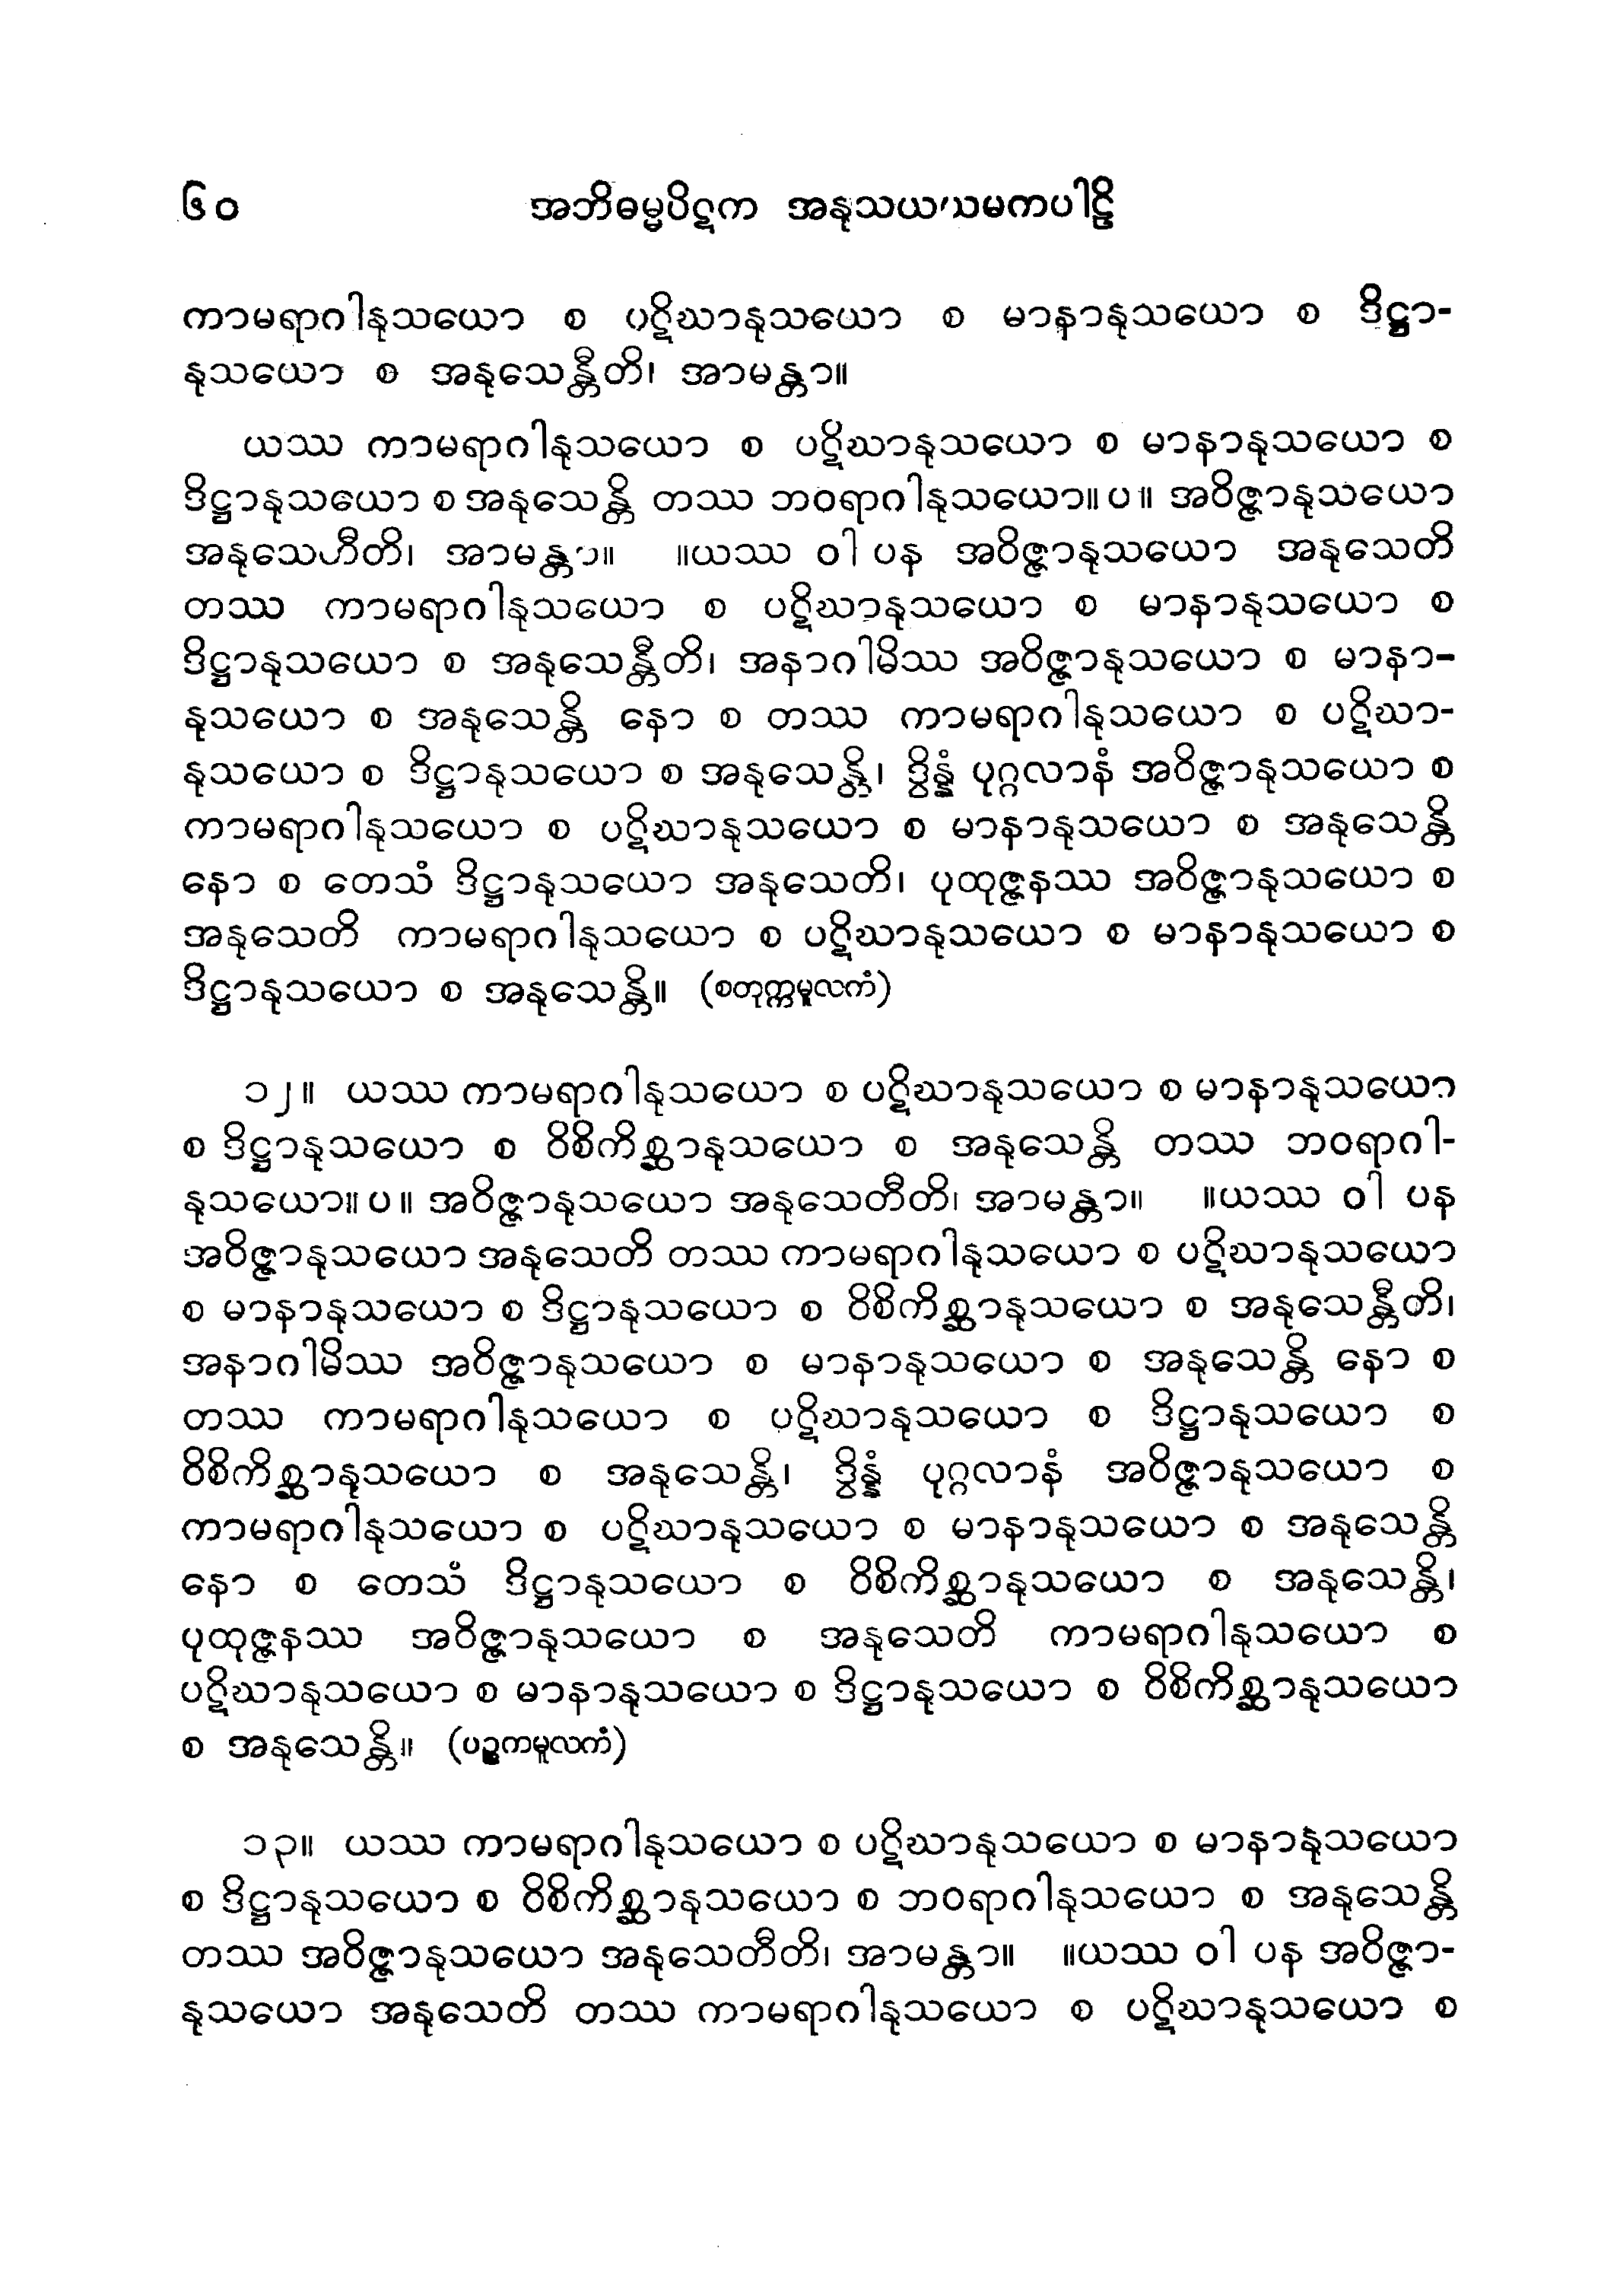 ၆၀ အဘိဓမ္မပိဋက အနုသယယမကပါဠိ
ကာမရာဂါနုသယော စ ပဋိဃာနုသယော စ မာနာနုသယော စ ဒိဋ္ဌာ-
နုသယော စ အနုသေန္တီတိ၊ အာမန္တာ။
ယဿ ကာမရာဂါနုသယော စ ပဋိဃာနုသယော စ မာနာနုသယော စ
ဒိဋ္ဌာနုသယော စ အနုသေန္တိ တဿ ဘဝရာဂါနုသယော။ ပ ။ အဝိဇ္ဇာနုသယော
အနုသေဟီတိ၊ အာမန္တာ။ ။ယဿ ဝါ ပန အဝိဇ္ဇာနုသယော အနုသေတိ
တဿ ကာမရာဂါနုသယော စ ပဋိဃာနုသယော စ မာနာနုသယော စ
ဒိဋ္ဌာနုသယော စ အနုသေန္တီတိ၊ အနာဂါမိဿ အဝိဇ္ဇာနုသယော စ မာနာ-
နုသယော စ အနုသေန္တိ နော စ တဿ ကာမရာဂါနုသယော စ ပဋိဃာ-
နုသယော စ ဒိဋ္ဌာနုသယော စ အနုသေန္တိ၊ ဒွိန္နံ ပုဂ္ဂလာနံ အဝိဇ္ဇာနုသယော စ
ကာမရာဂါနုသယော စ ပဋိဃာနုသယော စ မာနာနုသယော စ အနုသေန္တိ
နော စ တေသံ ဒိဋ္ဌာနုသယော အနုသေတိ၊ ပုထုဇ္ဇနဿ အဝိဇ္ဇာနုသယော စ
အနုသေတိ ကာမရာဂါနုသယော စ ပဋိဃာနုသယော စ မာနာနုသယော စ
ဒိဋ္ဌာနုသယော စ အနုသေန္တိ။ (စတုက္ကမူလကံ)
၁၂။ ယဿ ကာမရာဂါနုသယော စ ပဋိဃာနုသယော စ မာနာနုသယော
စ ဒိဋ္ဌာနုသယော စ ဝိစိကိစ္ဆာနုသယော စ အနုသေန္တိ တဿ ဘဝရာဂါ-
နုသယော။ ပ ။ အဝိဇ္ဇာနုသယော အနုသေတီတိ၊ အာမန္တာ။ ။ယဿ ဝါ ပန
အဝိဇ္ဇာနုသယော အနုသေတိ တဿ ကာမရာဂါနုသယော စ ပဋိဃာနုသယော
စ မာနာနုသယော စ ဒိဋ္ဌာနုသယော စ ဝိစိကိစ္ဆာနုသယော စ အနုသေန္တီတိ၊
အနာဂါမိဿ အဝိဇ္ဇာနုသယော စ မာနာနုသယော စ အနုသေန္တိ နော စ
တဿ ကာမရာဂါနုသယော စ ပဋိဃာနုသယော စ ဒိဋ္ဌာနုသယော စ
ဝိစိကိစ္ဆာနုသယော စ အနုသေန္တိ၊ ဒွိန္နံ ပုဂ္ဂလာနံ အဝိဇ္ဇာနုသယော စ
ကာမရာဂါနုသယော စ ပဋိဃာနုသယော စ မာနာနုသယော စ အနုသေန္တိ
နော စ တေသံ ဒိဋ္ဌာနုသယော စ ဝိစိကိစ္ဆာနုသယော စ အနုသေန္တိ၊
ပုထုဇ္ဇနဿ အဝိဇ္ဇာနုသယော စ အနုသေတိ ကာမရာဂါနုသယော စ
ပဋိဃာနုသယော စ မာနာနုသယော စ ဒိဋ္ဌာနုသယော စ ဝိစိကိစ္ဆာနုသယော
စ အနုသေန္တိ။ (ပဉ္စကမူလကံ)
၁၃။ ယဿ ကာမရာဂါနုသယော စ ပဋိဃာနုသယော စ မာနာနုသယော
စ ဒိဋ္ဌာနုသယော စ ဝိစိကိစ္ဆာနုသယော စ ဘဝရာဂါနုသယော စ အနုသေန္တိ
တဿ အဝိဇ္ဇာနုသယော အနုသေတီတိ၊ အာမန္တာ။ ။ယဿ ဝါ ပန အဝိဇ္ဇာ-
နုသယော အနုသေတိ တဿ ကာမရာဂါနုသယော စ ပဋိဃာနုသယော စ